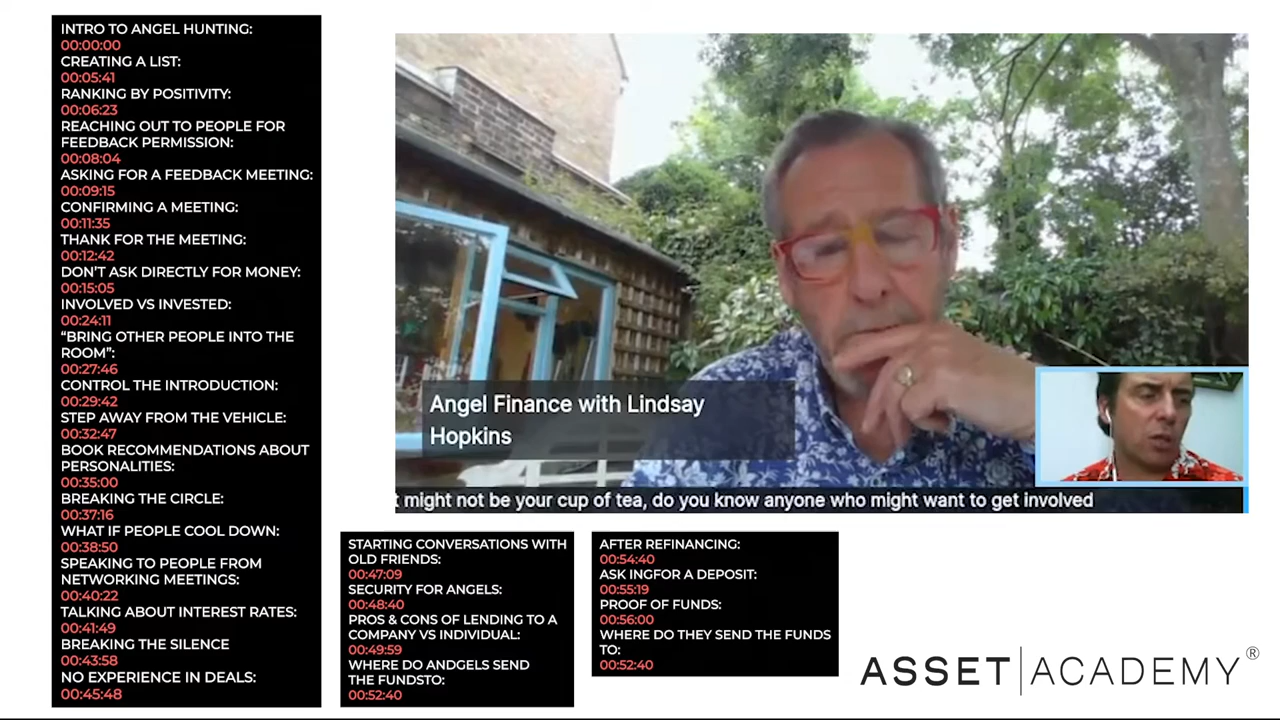 INTRO TO ANGEL HUNTING:
00:00:00
CREATING A LIST:
00:05:41
RANKING BY POSITIVITY:
00:06:23
REACHING OUT TO PEOPLE FOR
FEEDBACK PERMISSION:
00:08:04
ASKING FOR A FEEDBACK MEETING:
00:09:15
CONFIRMING A MEETING:
00:11:35
THANK FOR THE MEETING:
00:12:42
DON'T ASK DIRECTLY FOR MONEY:
00:15:05
INVOLVED VS INVESTED:
00:24:11
“BRING OTHER PEOPLE INTO THE
ROOM”:
00:27:46
CONTROL THE INTRODUCTION:
00:29:42
STEP AWAY FROM THE VEHICLE:
00:32:47
BOOK RECOMMENDATIONS ABOUT
PERSONALITIES:
00:35:00
BREAKING THE CIRCLE:
00:37:16
WHAT IF PEOPLE COOL DOWN:
00:38:50
SPEAKING TO PEOPLE FROM
NETWORKING MEETINGS:
00:40:22
TALKING ABOUT INTEREST RATES:
00:41:49
BREAKING THE SILENCE
00:43:58
NO EXPERIENCE IN DEALS:
00:45:48
Angel Finance with Lindsay
Hopkins
might not be your cup of tea, do you know anyone who might want to get involved
STARTING CONVERSATIONS WITH
OLD FRIENDS:
00:47:09
SECURITY FOR ANGELS:
00:48:40
PROS & CONS OF LENDING TO A
COMPANY VS INDIVIDUAL:
00:49:59
WHERE DO ANDGELS SEND
THE FUNDSTO:
00:52:40
AFTER REFINANCING:
00:54:40
ASK INGFOR A DEPOSIT:
00:55:19
PROOF OF FUNDS:
00:56:00
WHERE DO THEY SEND THE FUNDS
TO:
00:52:40
ASSET|ACADEMY®